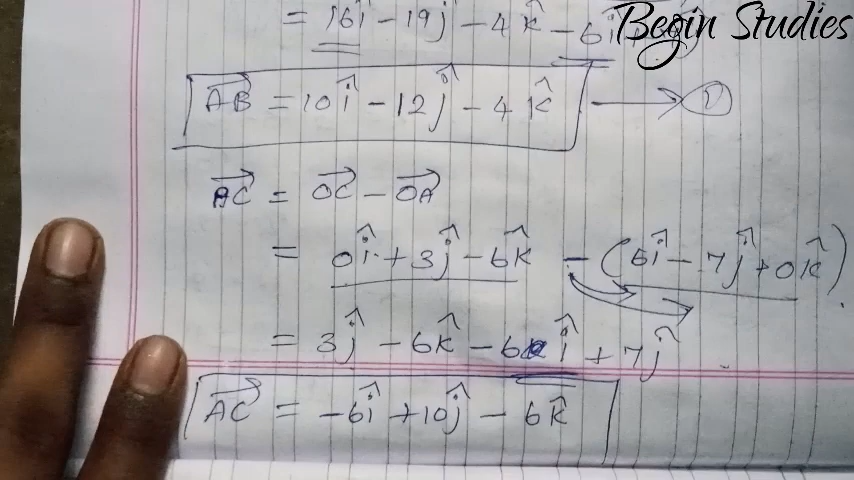 Begin Studies
= 16î - 19ĵ - 4k̂ - 6î
AB⃗ = 10î - 12ĵ - 4k̂ → (1)
AC⃗ = OC⃗ - OA⃗
= 0î + 3ĵ - 6k̂ - (6î - 7ĵ + 0k̂)
= 3ĵ - 6k̂ - 6î + 7ĵ
AC⃗ = -6î + 10ĵ - 6k̂